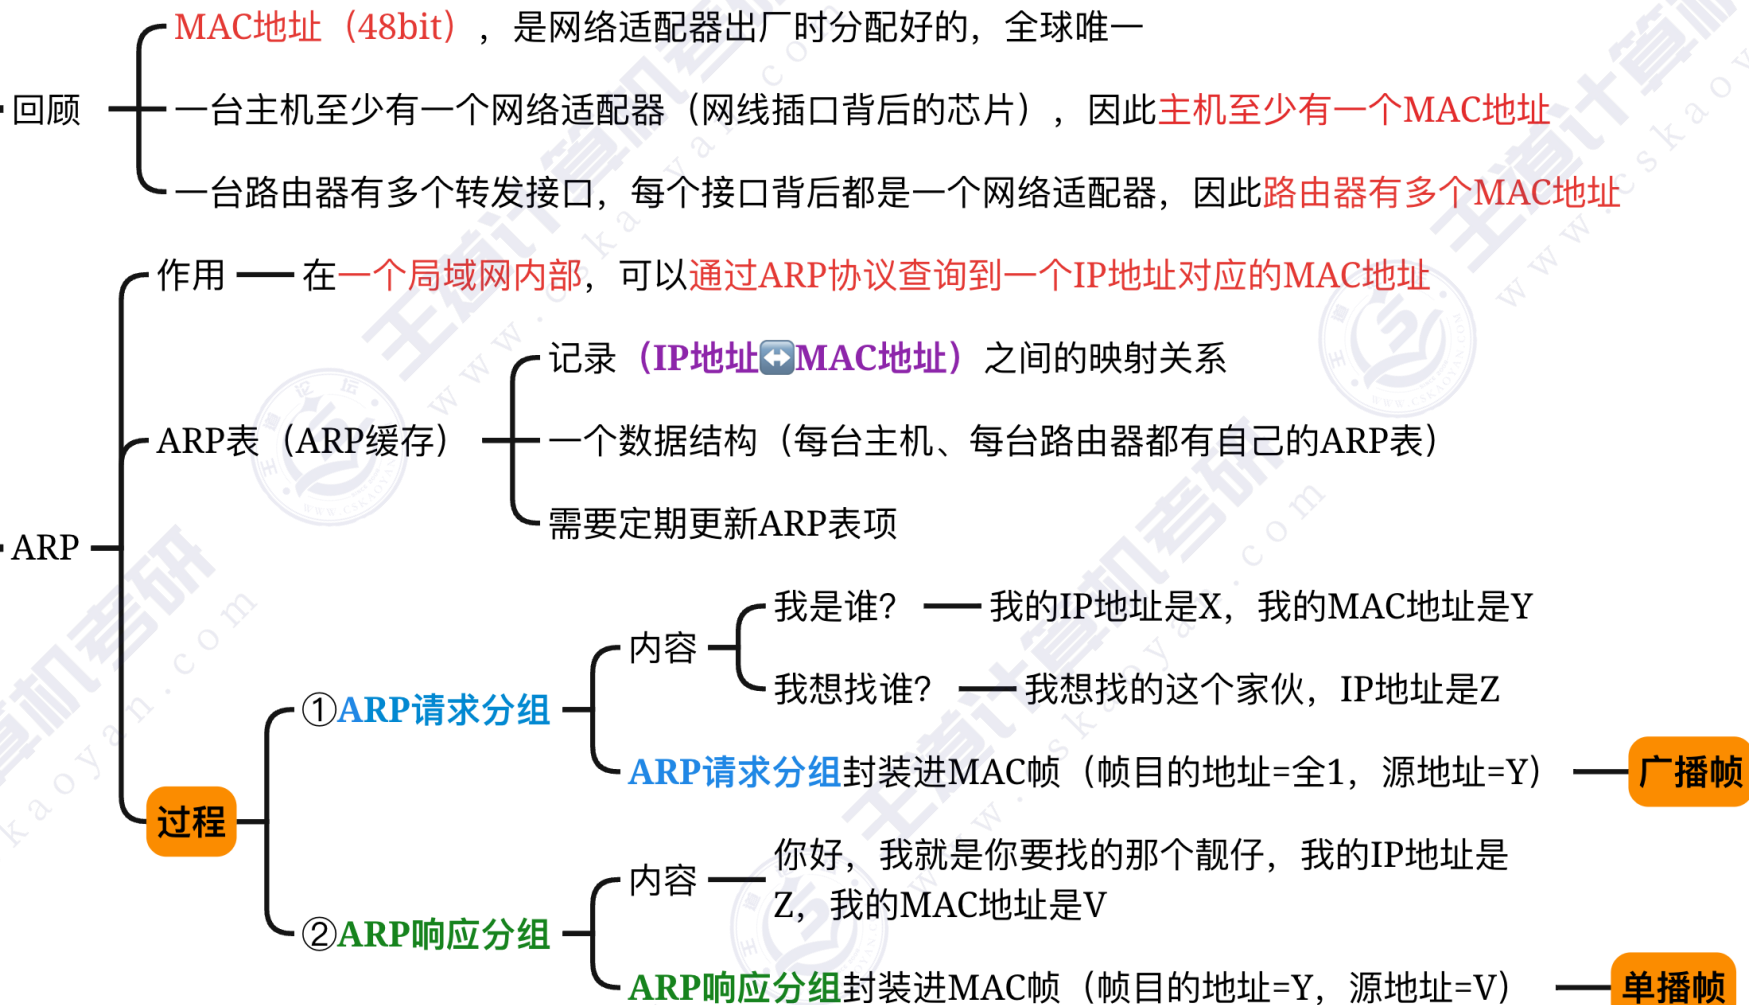 MAC地址（48bit），是网络适配器出厂时分配好的，全球唯一
回顾
一台主机至少有一个网络适配器（网线插口背后的芯片），因此主机至少有一个MAC地址
一台路由器有多个转发接口，每个接口背后都是一个网络适配器，因此路由器有多个MAC地址
作用
在一个局域网内部，可以通过ARP协议查询到一个IP地址对应的MAC地址
记录（IP地址↔️MAC地址）之间的映射关系
ARP表（ARP缓存）
一个数据结构（每台主机、每台路由器都有自己的ARP表）
需要定期更新ARP表项
ARP
我是谁？
我的IP地址是X，我的MAC地址是Y
内容
我想找谁？
我想找的这个家伙，IP地址是Z
①ARP请求分组
ARP请求分组封装进MAC帧（帧目的地址=全1，源地址=Y）
广播帧
过程
你好，我就是你要找的那个靓仔，我的IP地址是
Z，我的MAC地址是V
内容
②ARP响应分组
ARP响应分组封装进MAC帧（帧目的地址=Y，源地址=V）
单播帧
王道计算机考研
www.cskaoyan.com